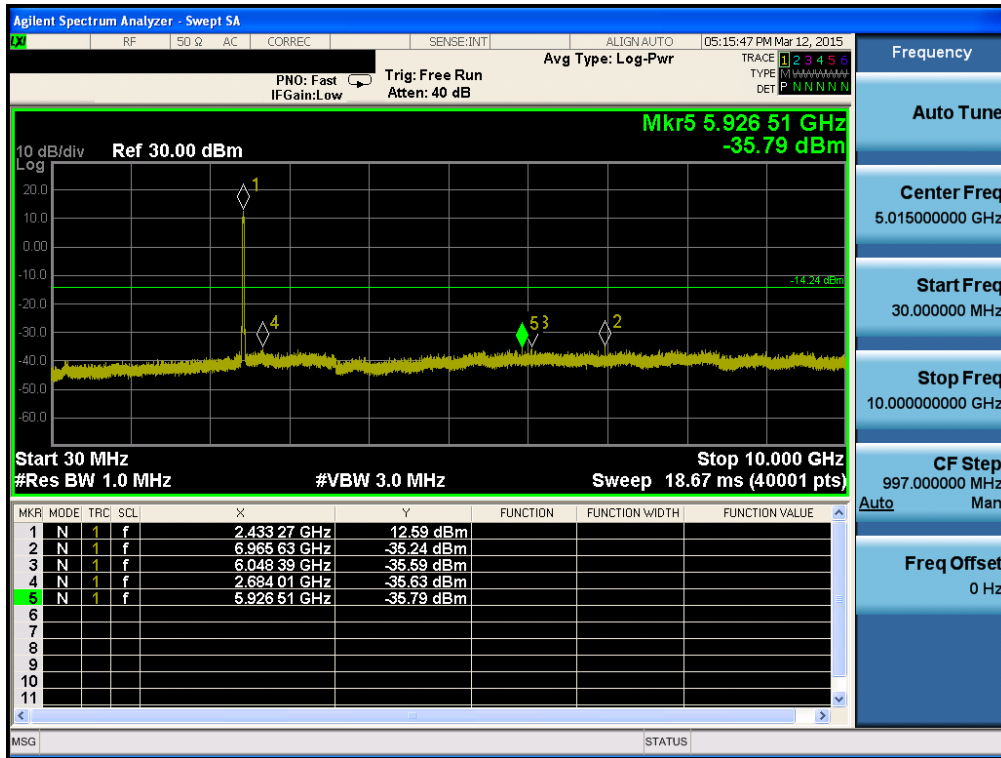 Agilent Spectrum Analyzer - Swept SA
LXI RF 50 Ω AC CORREC SENSE:INT ALIGNAUTO 05:15:47 PM Mar 12, 2015
PNO: Fast
IFGain:Low
Trig: Free Run
Atten: 40 dB
Avg Type: Log-Pwr
TRACE 1 2 3 4 5 6
TYPE M
DET P N N N N N
Mkr5 5.926 51 GHz
-35.79 dBm
10 dB/div Ref 30.00 dBm
Log
20.0
10.0
0.00
-10.0
-20.0
-30.0
-40.0
-50.0
-60.0
1
4
5 3
2
-14.24 dBm
Start 30 MHz Stop 10.000 GHz
#Res BW 1.0 MHz #VBW 3.0 MHz Sweep 18.67 ms (40001 pts)
MKR MODE TRC SCL X Y FUNCTION FUNCTION WIDTH FUNCTION VALUE
1 N 1 f 2.433 27 GHz 12.59 dBm
2 N 1 f 6.965 63 GHz -35.24 dBm
3 N 1 f 6.048 39 GHz -35.59 dBm
4 N 1 f 2.684 01 GHz -35.63 dBm
5 N 1 f 5.926 51 GHz -35.79 dBm
6
7
8
9
10
11
MSG STATUS
Frequency
Auto Tune
Center Freq
5.015000000 GHz
Start Freq
30.000000 MHz
Stop Freq
10.000000000 GHz
CF Step
997.000000 MHz
Auto Man
Freq Offset
0 Hz